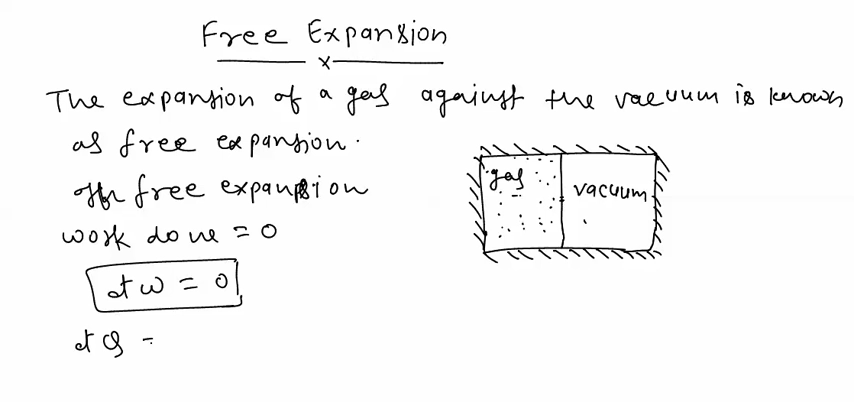 Free Expansion
The expansion of a gas against the vacuum is known
as free expansion.
gas
vacuum
In free expansion
work done = 0
dw = 0
dQ -